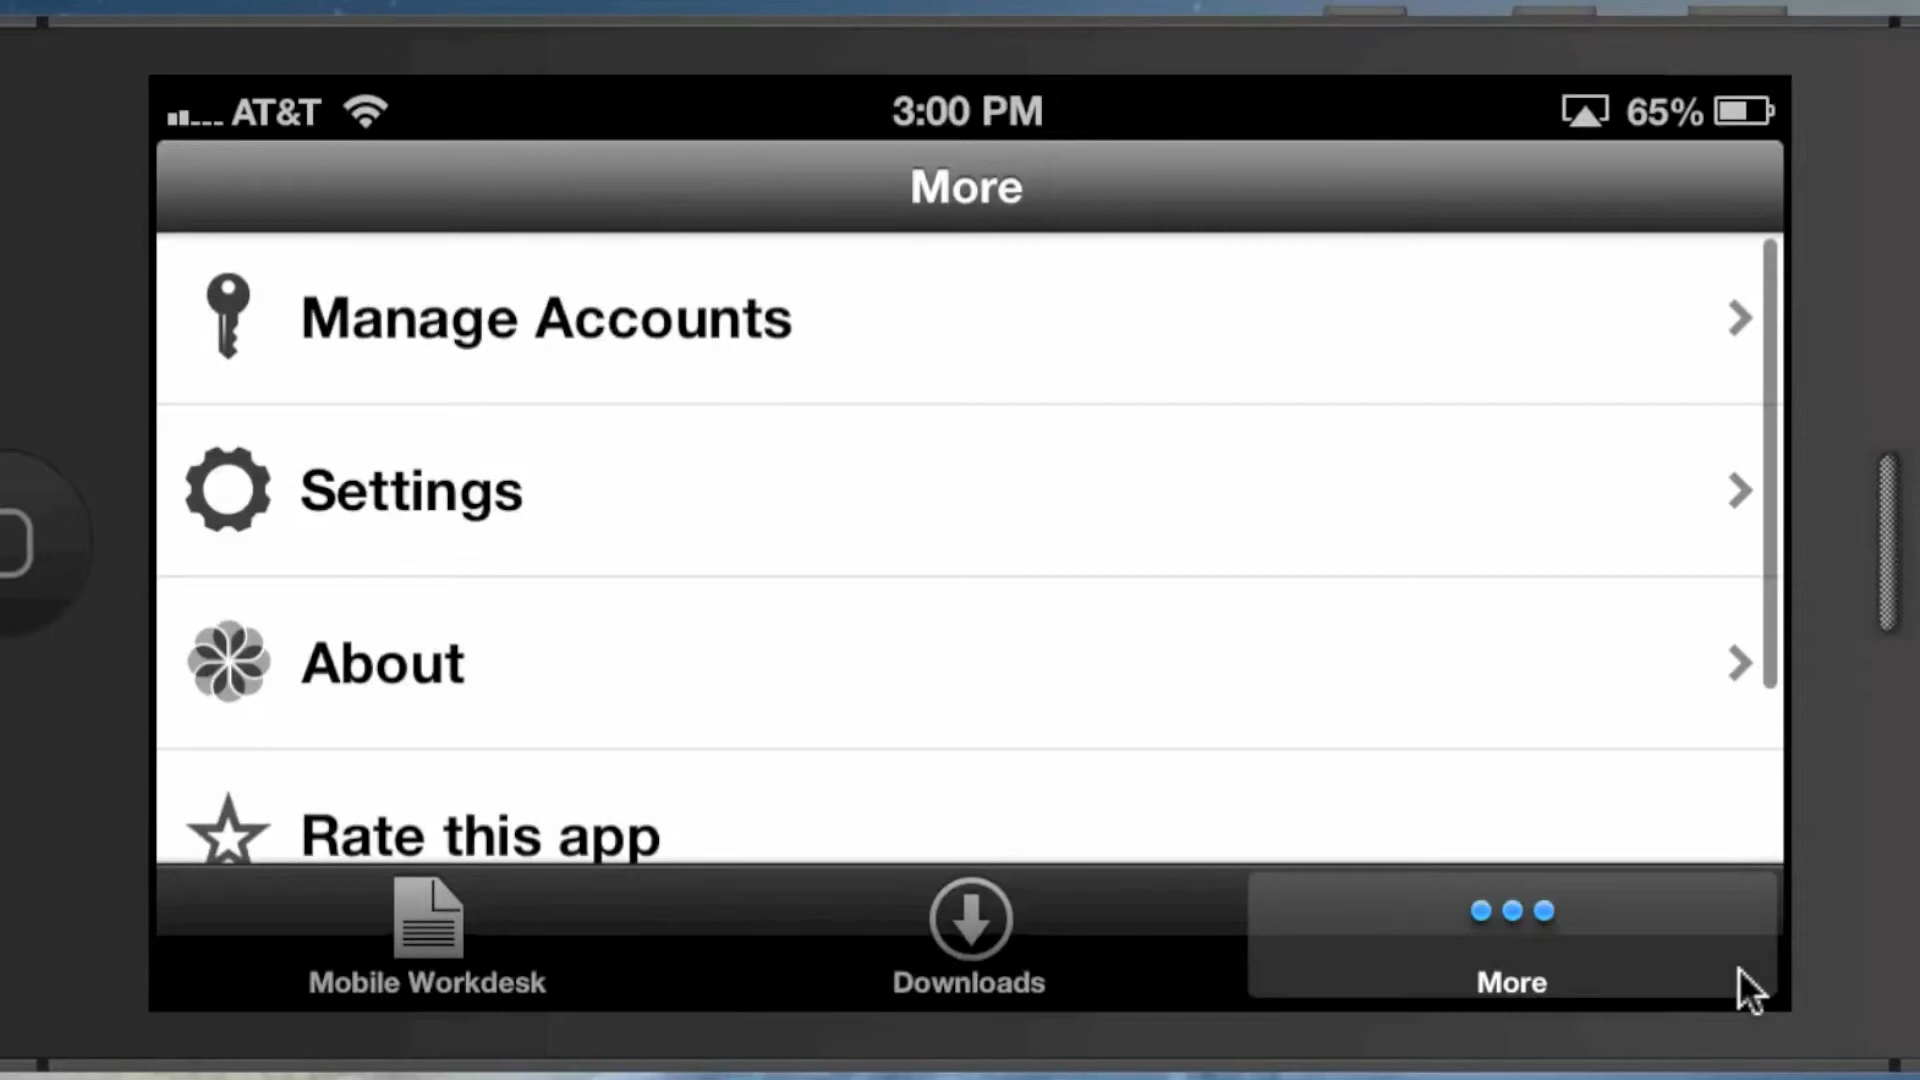 AT&T 3:00 PM 65%
More
Manage Accounts
Settings
About
Rate this app
Mobile Workdesk Downloads More